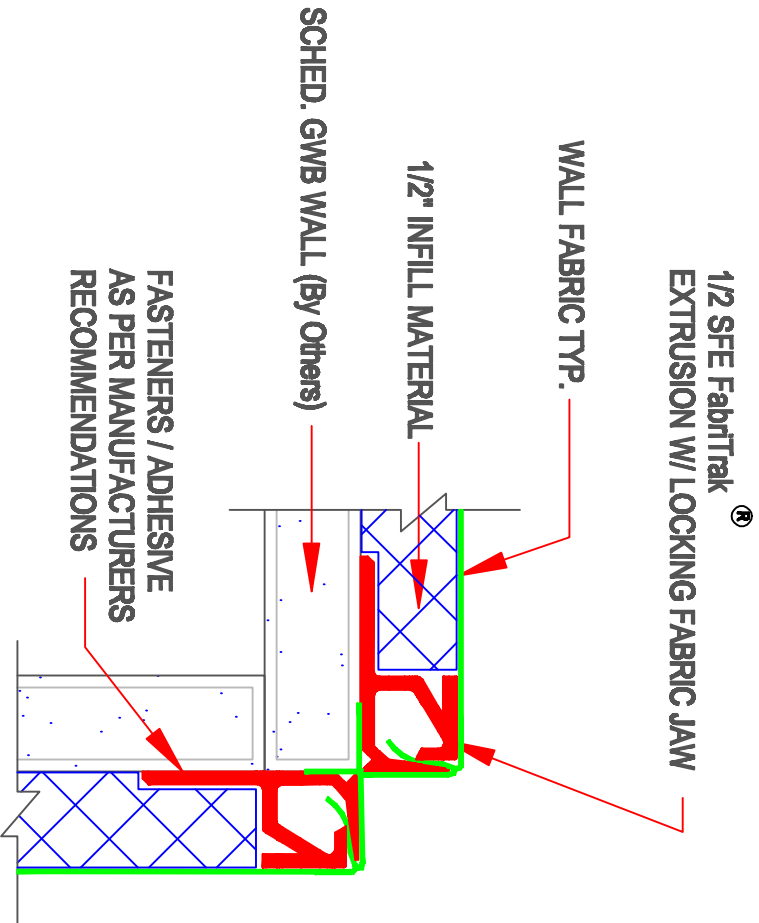 1/2 SFE FabriTrak ®
EXTRUSION W/ LOCKING FABRIC JAW
WALL FABRIC TYP.
1/2" INFILL MATERIAL
SCHED. GWB WALL (By Others)
FASTENERS / ADHESIVE
AS PER MANUFACTURERS
RECOMMENDATIONS